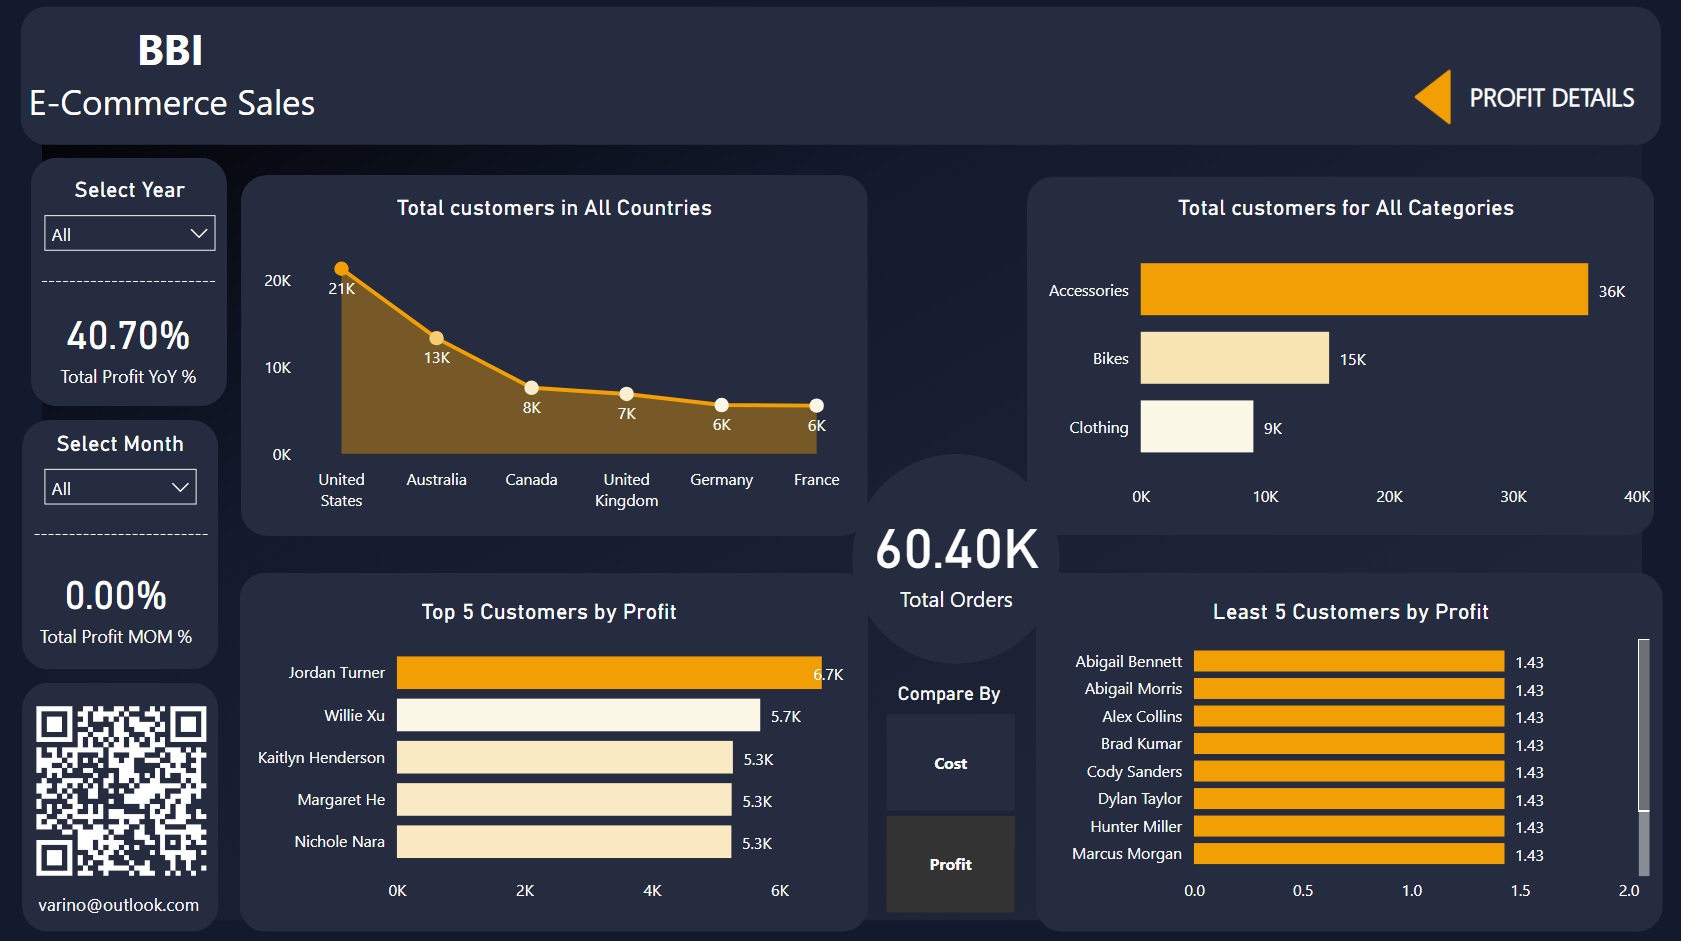 BBI
E-Commerce Sales
PROFIT DETAILS
Select Year
All
40.70%
Total Profit YoY %
Select Month
All
0.00%
Total Profit MOM %
varino@outlook.com
Total customers in All Countries
20K
10K
0K
21K
13K
8K
7K
6K
6K
United States
Australia
Canada
United Kingdom
Germany
France
Total customers for All Categories
Accessories 36K
Bikes 15K
Clothing 9K
0K 10K 20K 30K 40K
60.40K
Total Orders
Compare By
Cost
Profit
Top 5 Customers by Profit
Jordan Turner 6.7K
Willie Xu 5.7K
Kaitlyn Henderson 5.3K
Margaret He 5.3K
Nichole Nara 5.3K
0K 2K 4K 6K
Least 5 Customers by Profit
Abigail Bennett 1.43
Abigail Morris 1.43
Alex Collins 1.43
Brad Kumar 1.43
Cody Sanders 1.43
Dylan Taylor 1.43
Hunter Miller 1.43
Marcus Morgan 1.43
0.0 0.5 1.0 1.5 2.0